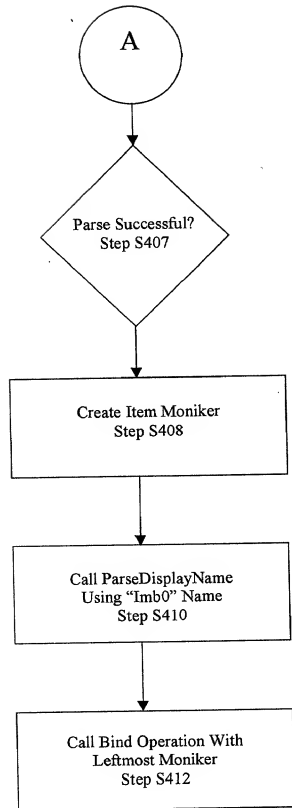 A
Parse Successful?
Step S407
Create Item Moniker
Step S408
Call ParseDisplayName
Using “Imb0” Name
Step S410
Call Bind Operation With
Leftmost Moniker
Step S412